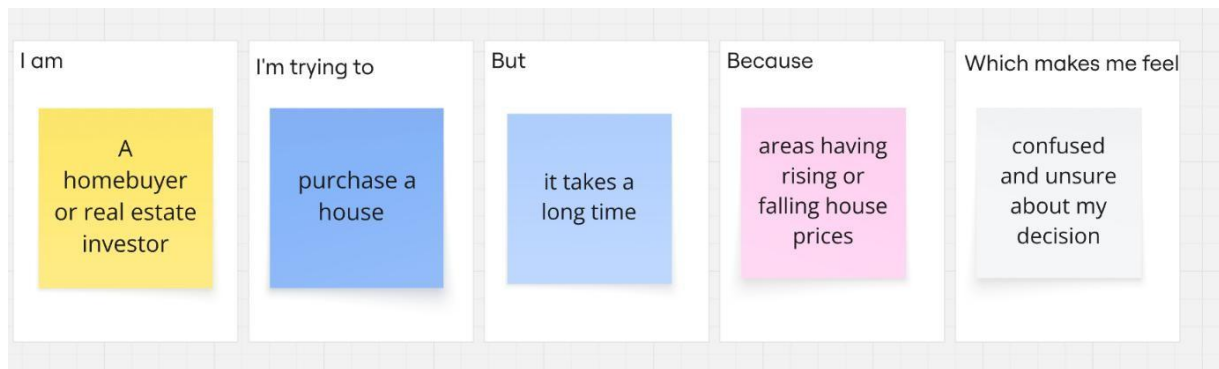 I am
A
homebuyer
or real estate
investor
I'm trying to
purchase a
house
But
it takes a
long time
Because
areas having
rising or
falling house
prices
Which makes me feel
confused
and unsure
about my
decision